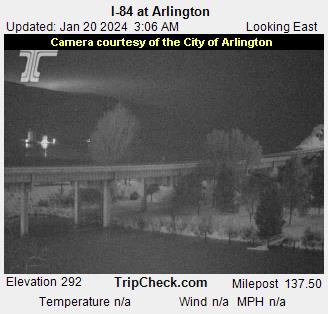 I-84 at Arlington
Updated: Jan 20 2024 3:06 AM Looking East
Camera courtesy of the City of Arlington
Elevation 292 TripCheck.com Milepost 137.50
Temperature n/a Wind n/a MPH n/a